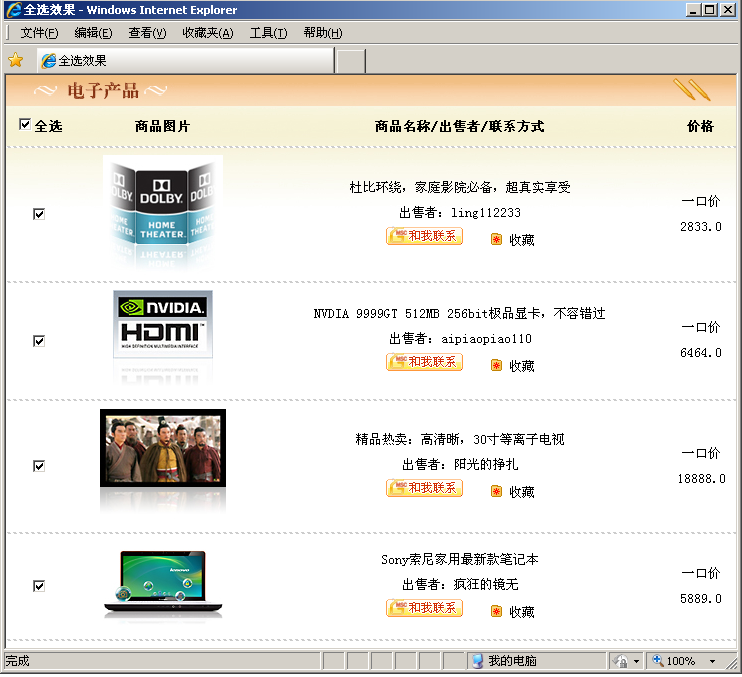 全选效果 - Windows Internet Explorer
文件(F) 编辑(E) 查看(V) 收藏夹(A) 工具(T) 帮助(H)
全选效果
电子产品
全选 商品图片 商品名称/出售者/联系方式 价格
DOLBY. DOLBY. DOLBY.
HOME THEATER.
杜比环绕，家庭影院必备，超真实享受
出售者：ling112233
和我联系 收藏
一口价
2833.0
NVIDIA.
HDMI™
HIGH DEFINITION MULTIMEDIA INTERFACE
NVDIA 9999GT 512MB 256bit极品显卡，不容错过
出售者：aipiaopiao110
和我联系 收藏
一口价
6464.0
精品热卖：高清晰，30寸等离子电视
出售者：阳光的挣扎
和我联系 收藏
一口价
18888.0
lenovo
Sony索尼家用最新款笔记本
出售者：疯狂的镜无
和我联系 收藏
一口价
5889.0
完成 我的电脑 100%